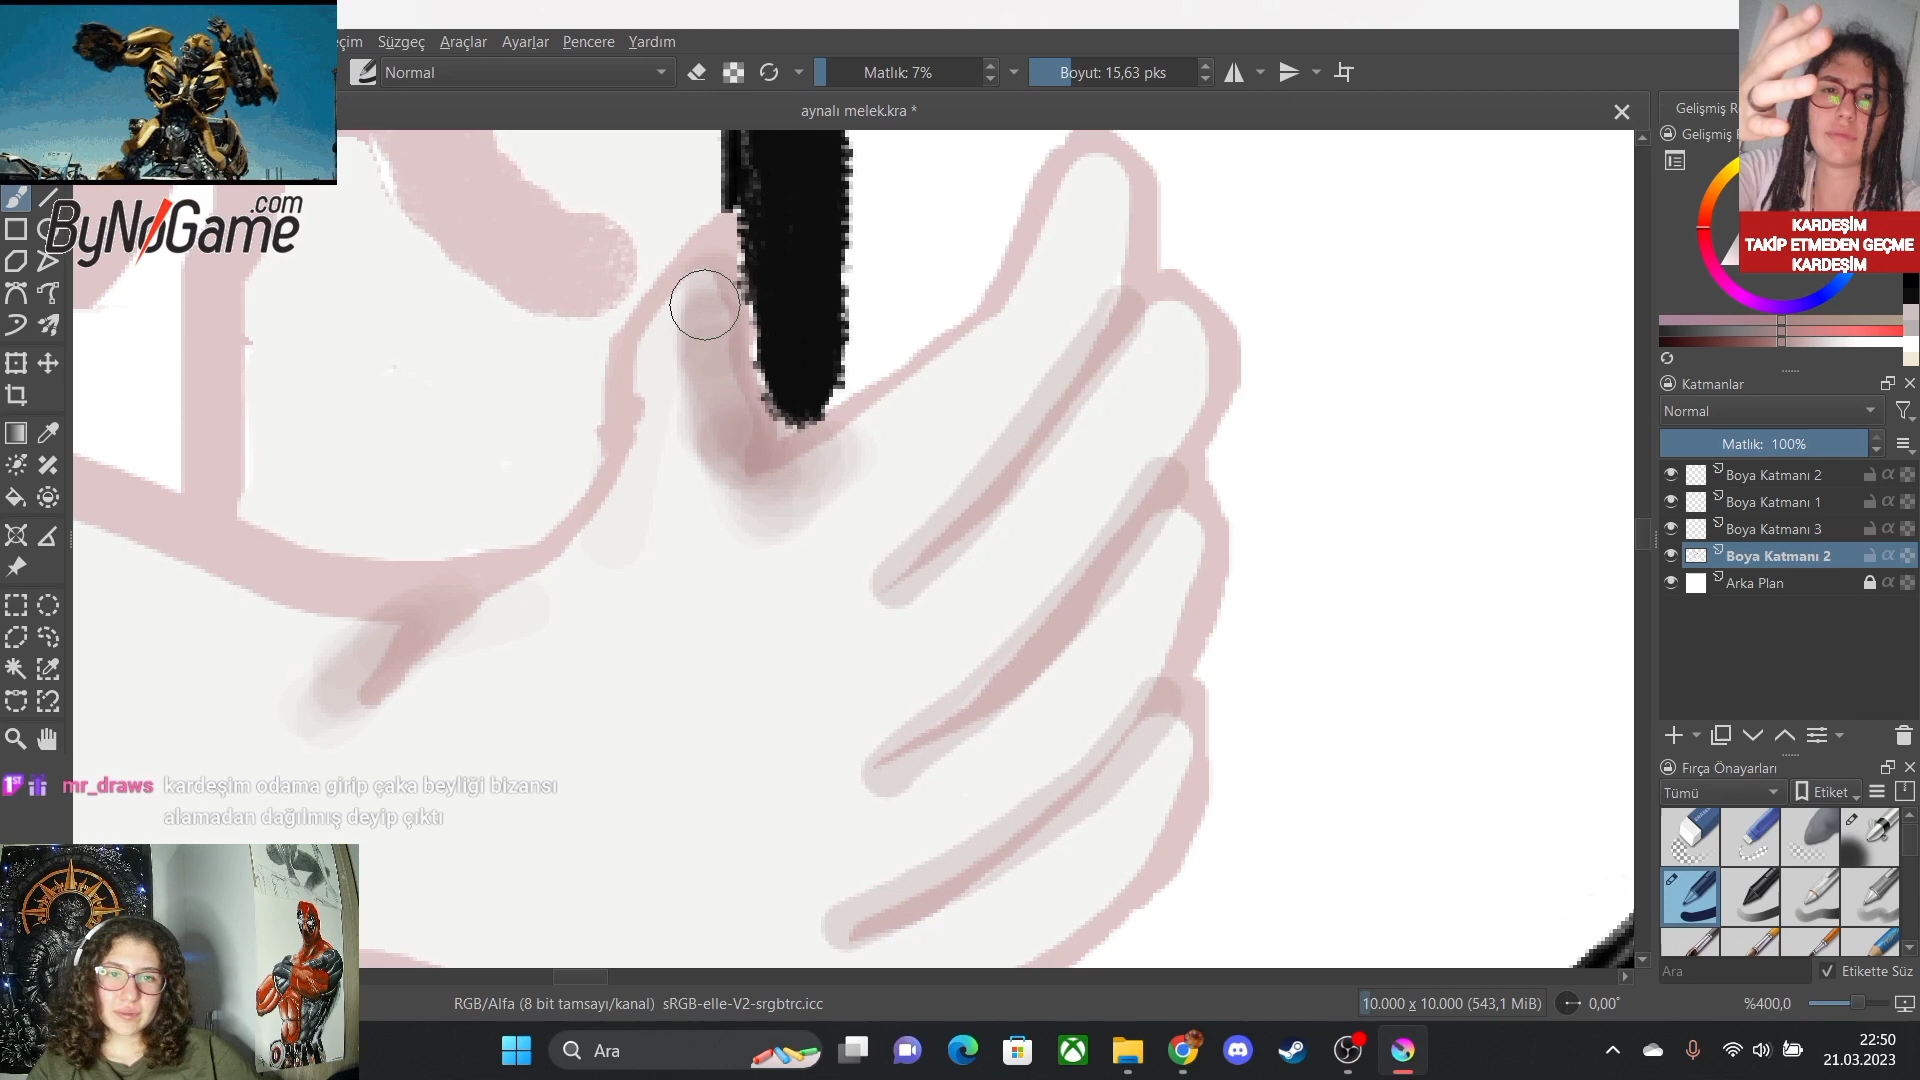 çim Süzgeç Araçlar Ayarlar Pencere Yardım
Normal
Matlık: 7%
Boyut: 15,63 pks
aynalı melek.kra *
Gelişmiş R
Gelişmiş
KARDEŞİM
TAKİP ETMEDEN GEÇME
KARDEŞİM
ByNoGame
.com
Katmanlar
Normal
Matlık: 100%
Boya Katmanı 2
Boya Katmanı 1
Boya Katmanı 3
Boya Katmanı 2
Arka Plan
Fırça Önayarları
Tümü
Etiket
Ara
Etikette Süz
1ST mr_draws kardeşim odama girip çaka beyliği bizansı
alamadan dağılmış deyip çıktı
RGB/Alfa (8 bit tamsayı/kanal) sRGB-elle-V2-srgbtrc.icc
10.000 x 10.000 (543,1 MiB)
0,00°
%400,0
Ara
22:50
21.03.2023